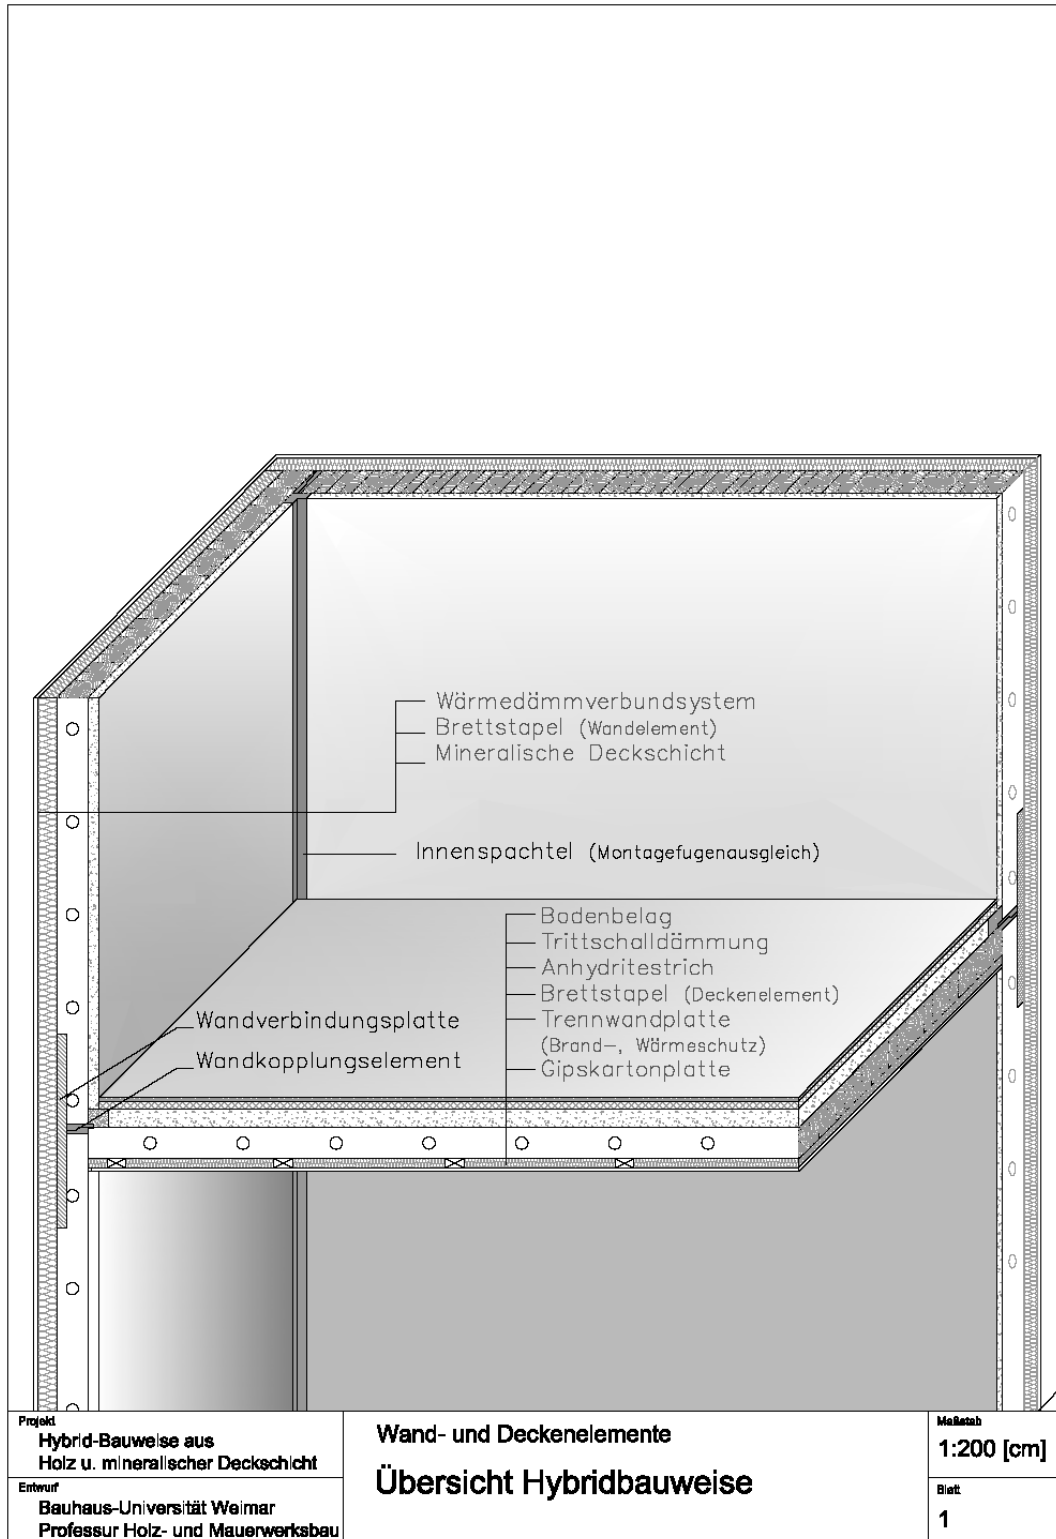 Wärmedämmverbundsystem
Brettstapel (Wandelement)
Mineralische Deckschicht
Innenspachtel (Montagefugenausgleich)
Bodenbelag
Trittschalldämmung
Anhydritestrich
Brettstapel (Deckenelement)
Trennwandplatte
(Brand-, Wärmeschutz)
Gipskartonplatte
Wandverbindungsplatte
Wandkopplungselement
Projekt
Hybrid-Bauweise aus
Holz u. mineralischer Deckschicht
Entwurf
Bauhaus-Universität Weimar
Professur Holz- und Mauerwerksbau
Wand- und Deckenelemente
Übersicht Hybridbauweise
Maßstab
1:200 [cm]
Blatt
1